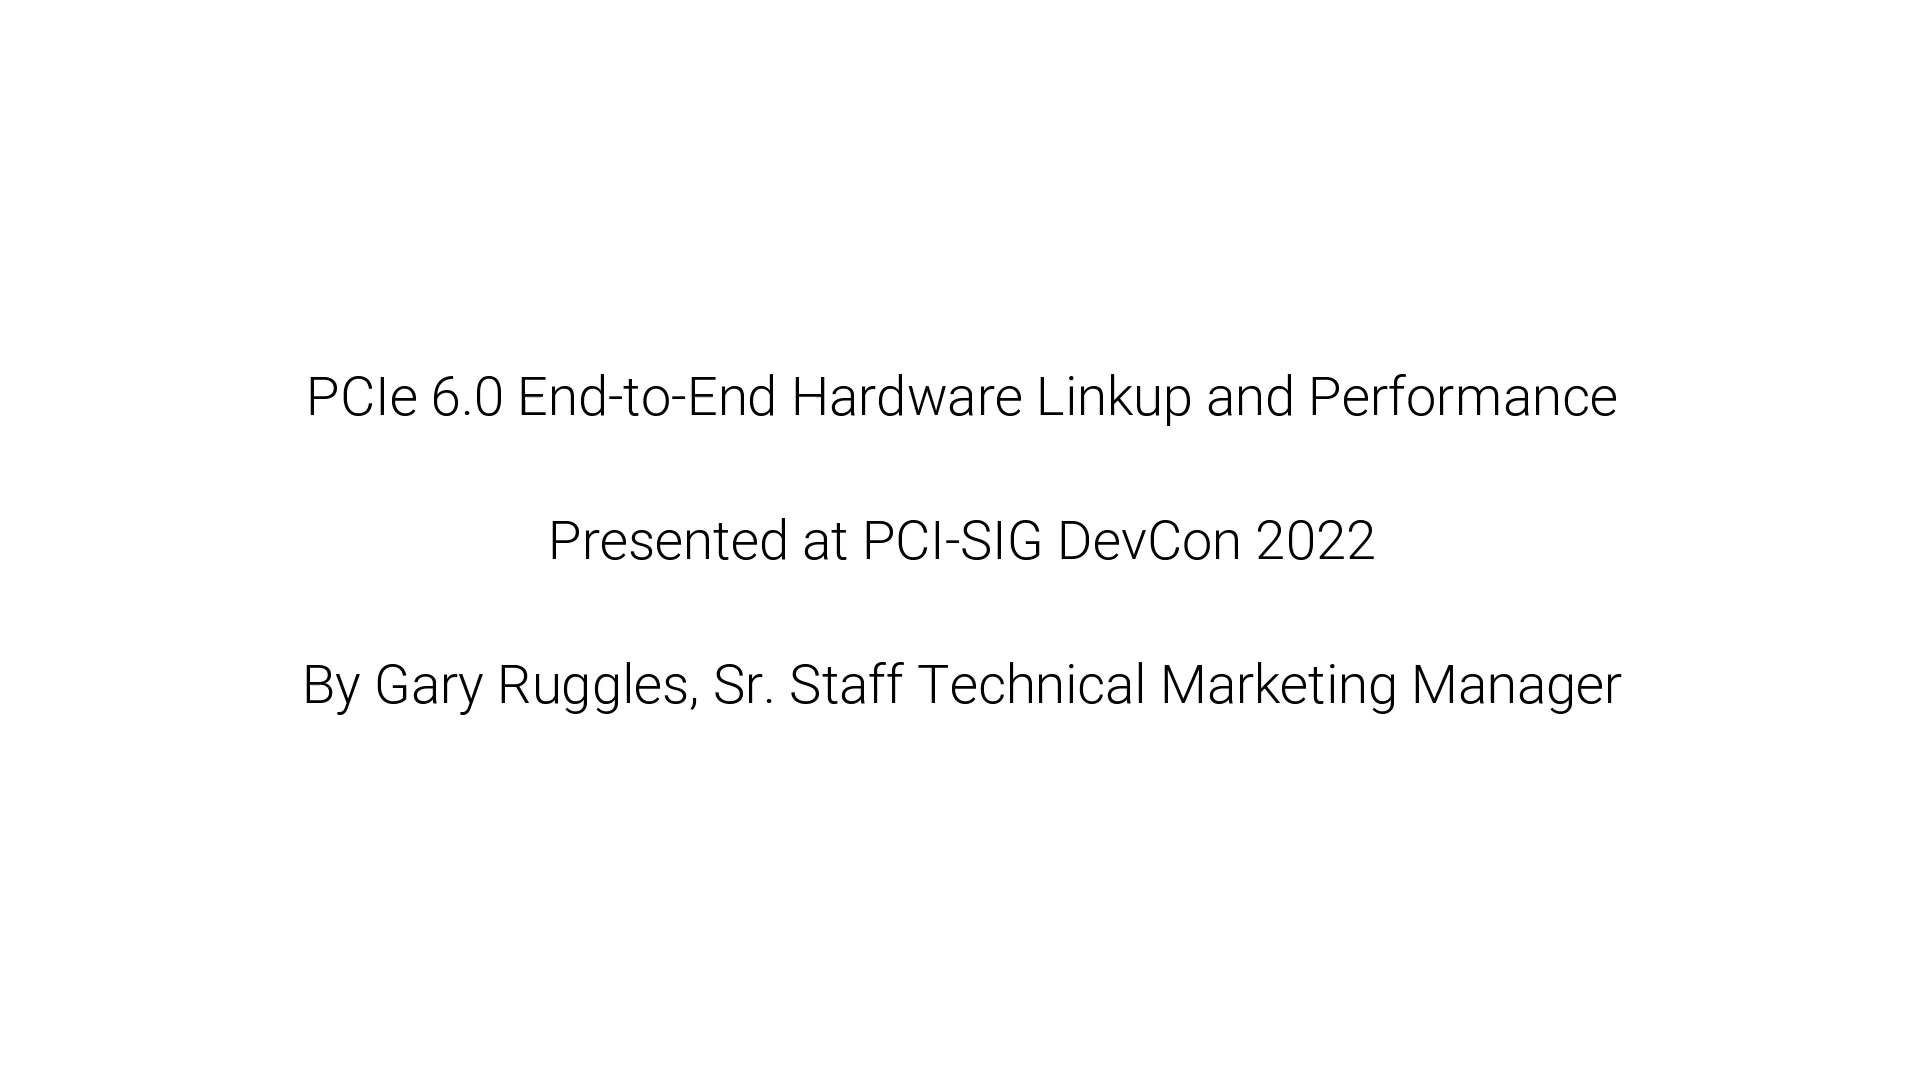 PCIe 6.0 End-to-End Hardware Linkup and Performance
Presented at PCI-SIG DevCon 2022
By Gary Ruggles, Sr. Staff Technical Marketing Manager